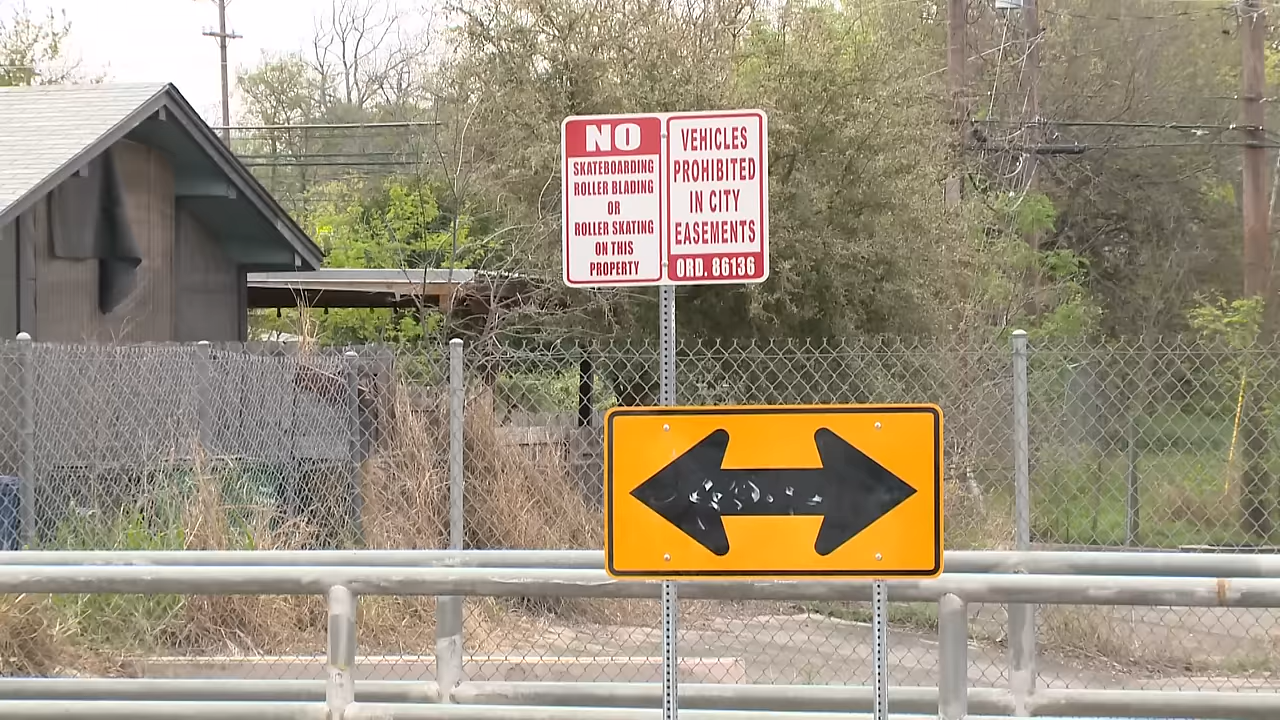 NO
SKATEBOARDING
ROLLER BLADING
OR
ROLLER SKATING
ON THIS
PROPERTY
VEHICLES
PROHIBITED
IN CITY
EASEMENTS
ORD. 86136